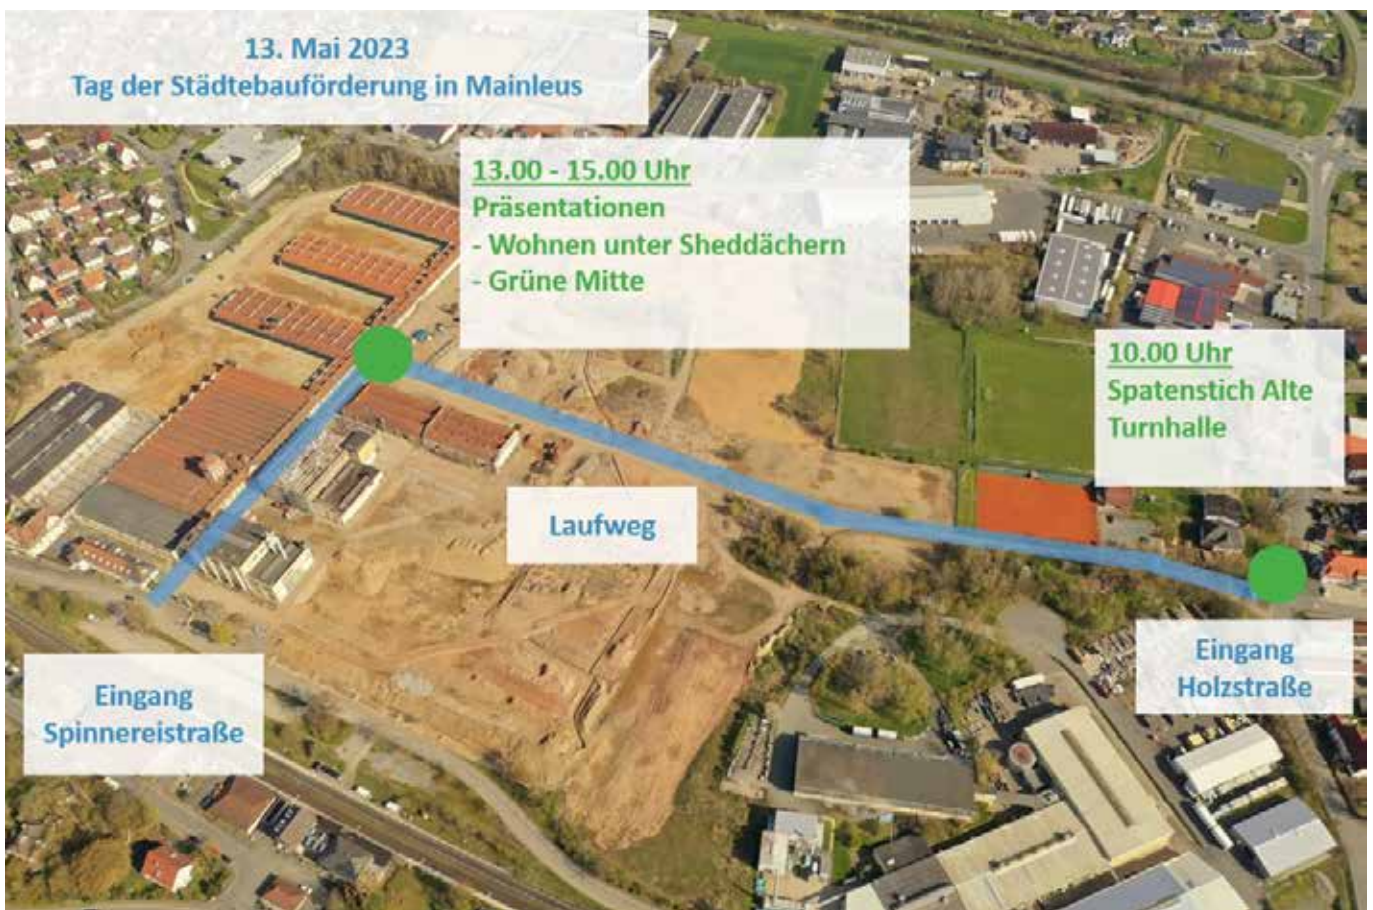 13. Mai 2023
Tag der Städtebauförderung in Mainleus
13.00 - 15.00 Uhr
Präsentationen
- Wohnen unter Sheddächern
- Grüne Mitte
10.00 Uhr
Spatenstich Alte
Turnhalle
Laufweg
Eingang
Holzstraße
Eingang
Spinnereistraße